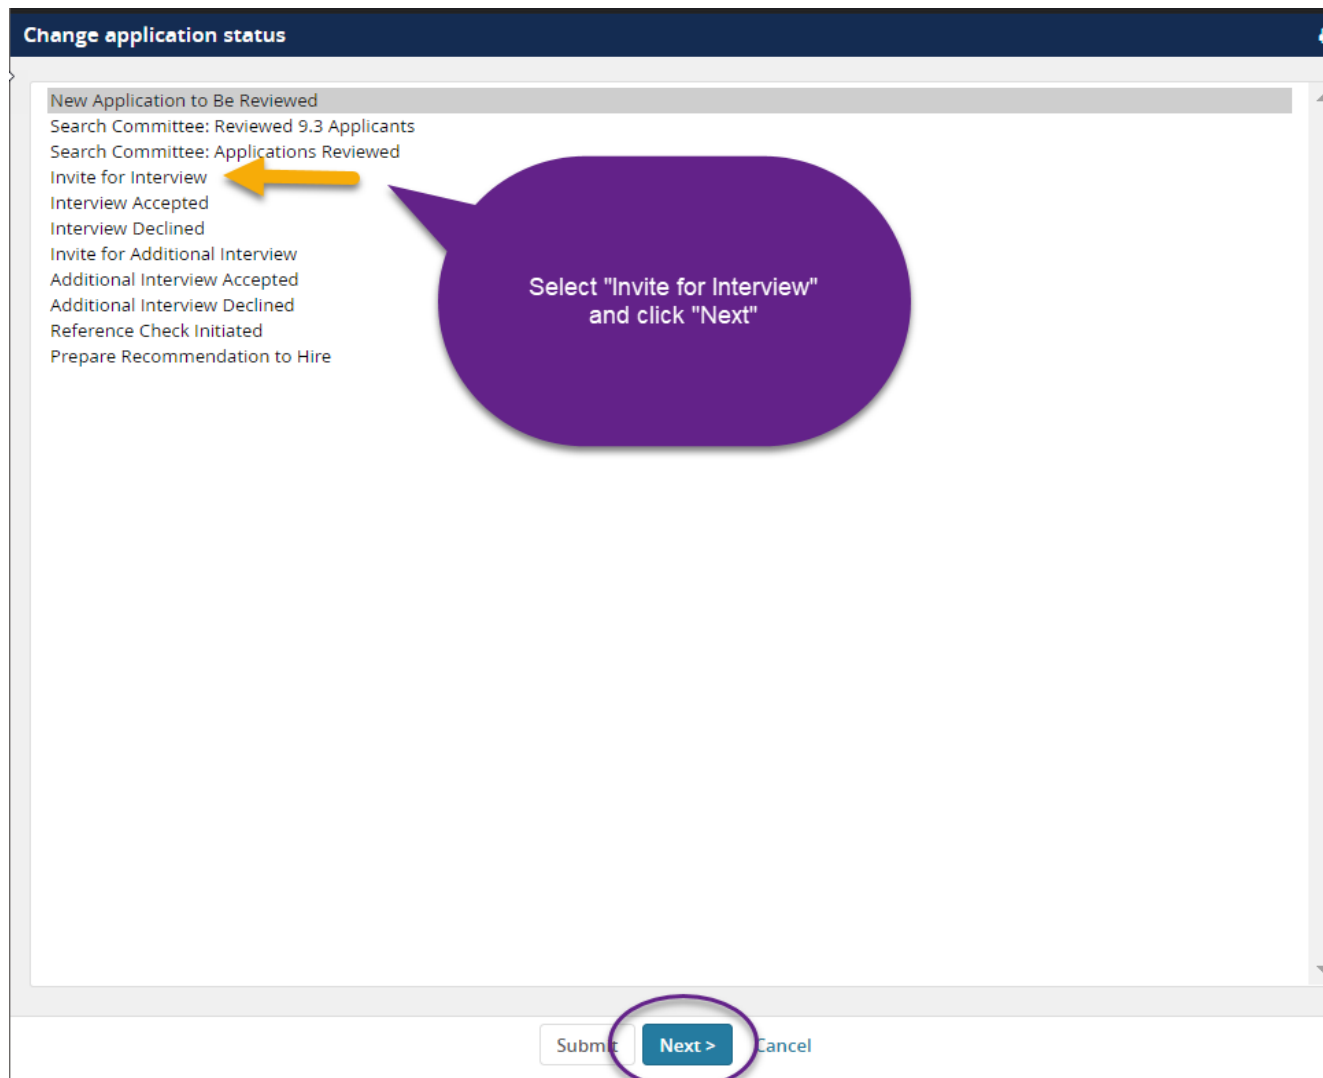 Change application status
New Application to Be Reviewed
Search Committee: Reviewed 9.3 Applicants
Search Committee: Applications Reviewed
Invite for Interview
Interview Accepted
Interview Declined
Invite for Additional Interview
Additional Interview Accepted
Additional Interview Declined
Reference Check Initiated
Prepare Recommendation to Hire
Select "Invite for Interview"
and click "Next"
Submit Next > Cancel